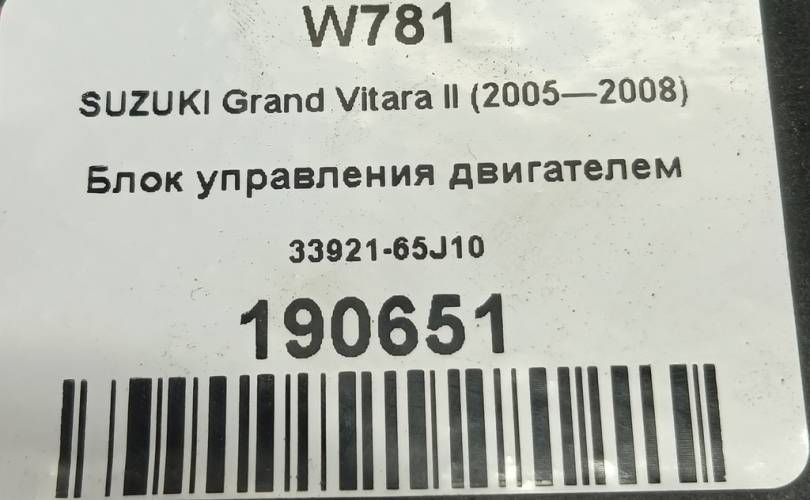 W781
SUZUKI Grand Vitara II (2005—2008)
Блок управления двигателем
33921-65J10
190651